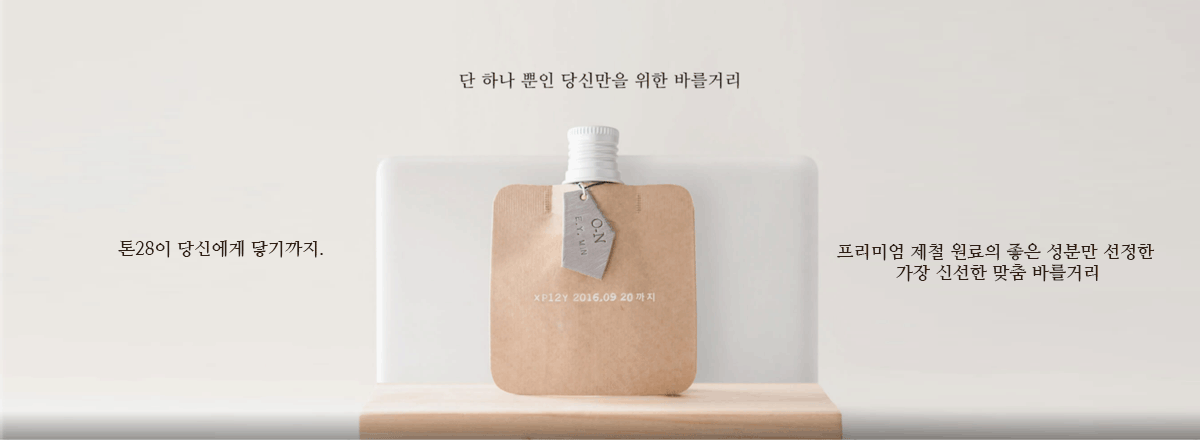 단 하나 뿐인 당신만을 위한 바를거리
톤28이 당신에게 닿기까지.
프리미엄 제철 원료의 좋은 성분만 선정한
가장 신선한 맞춤 바를거리
O-N
E.Y. MIN
XF12Y 2016.09 20 까지